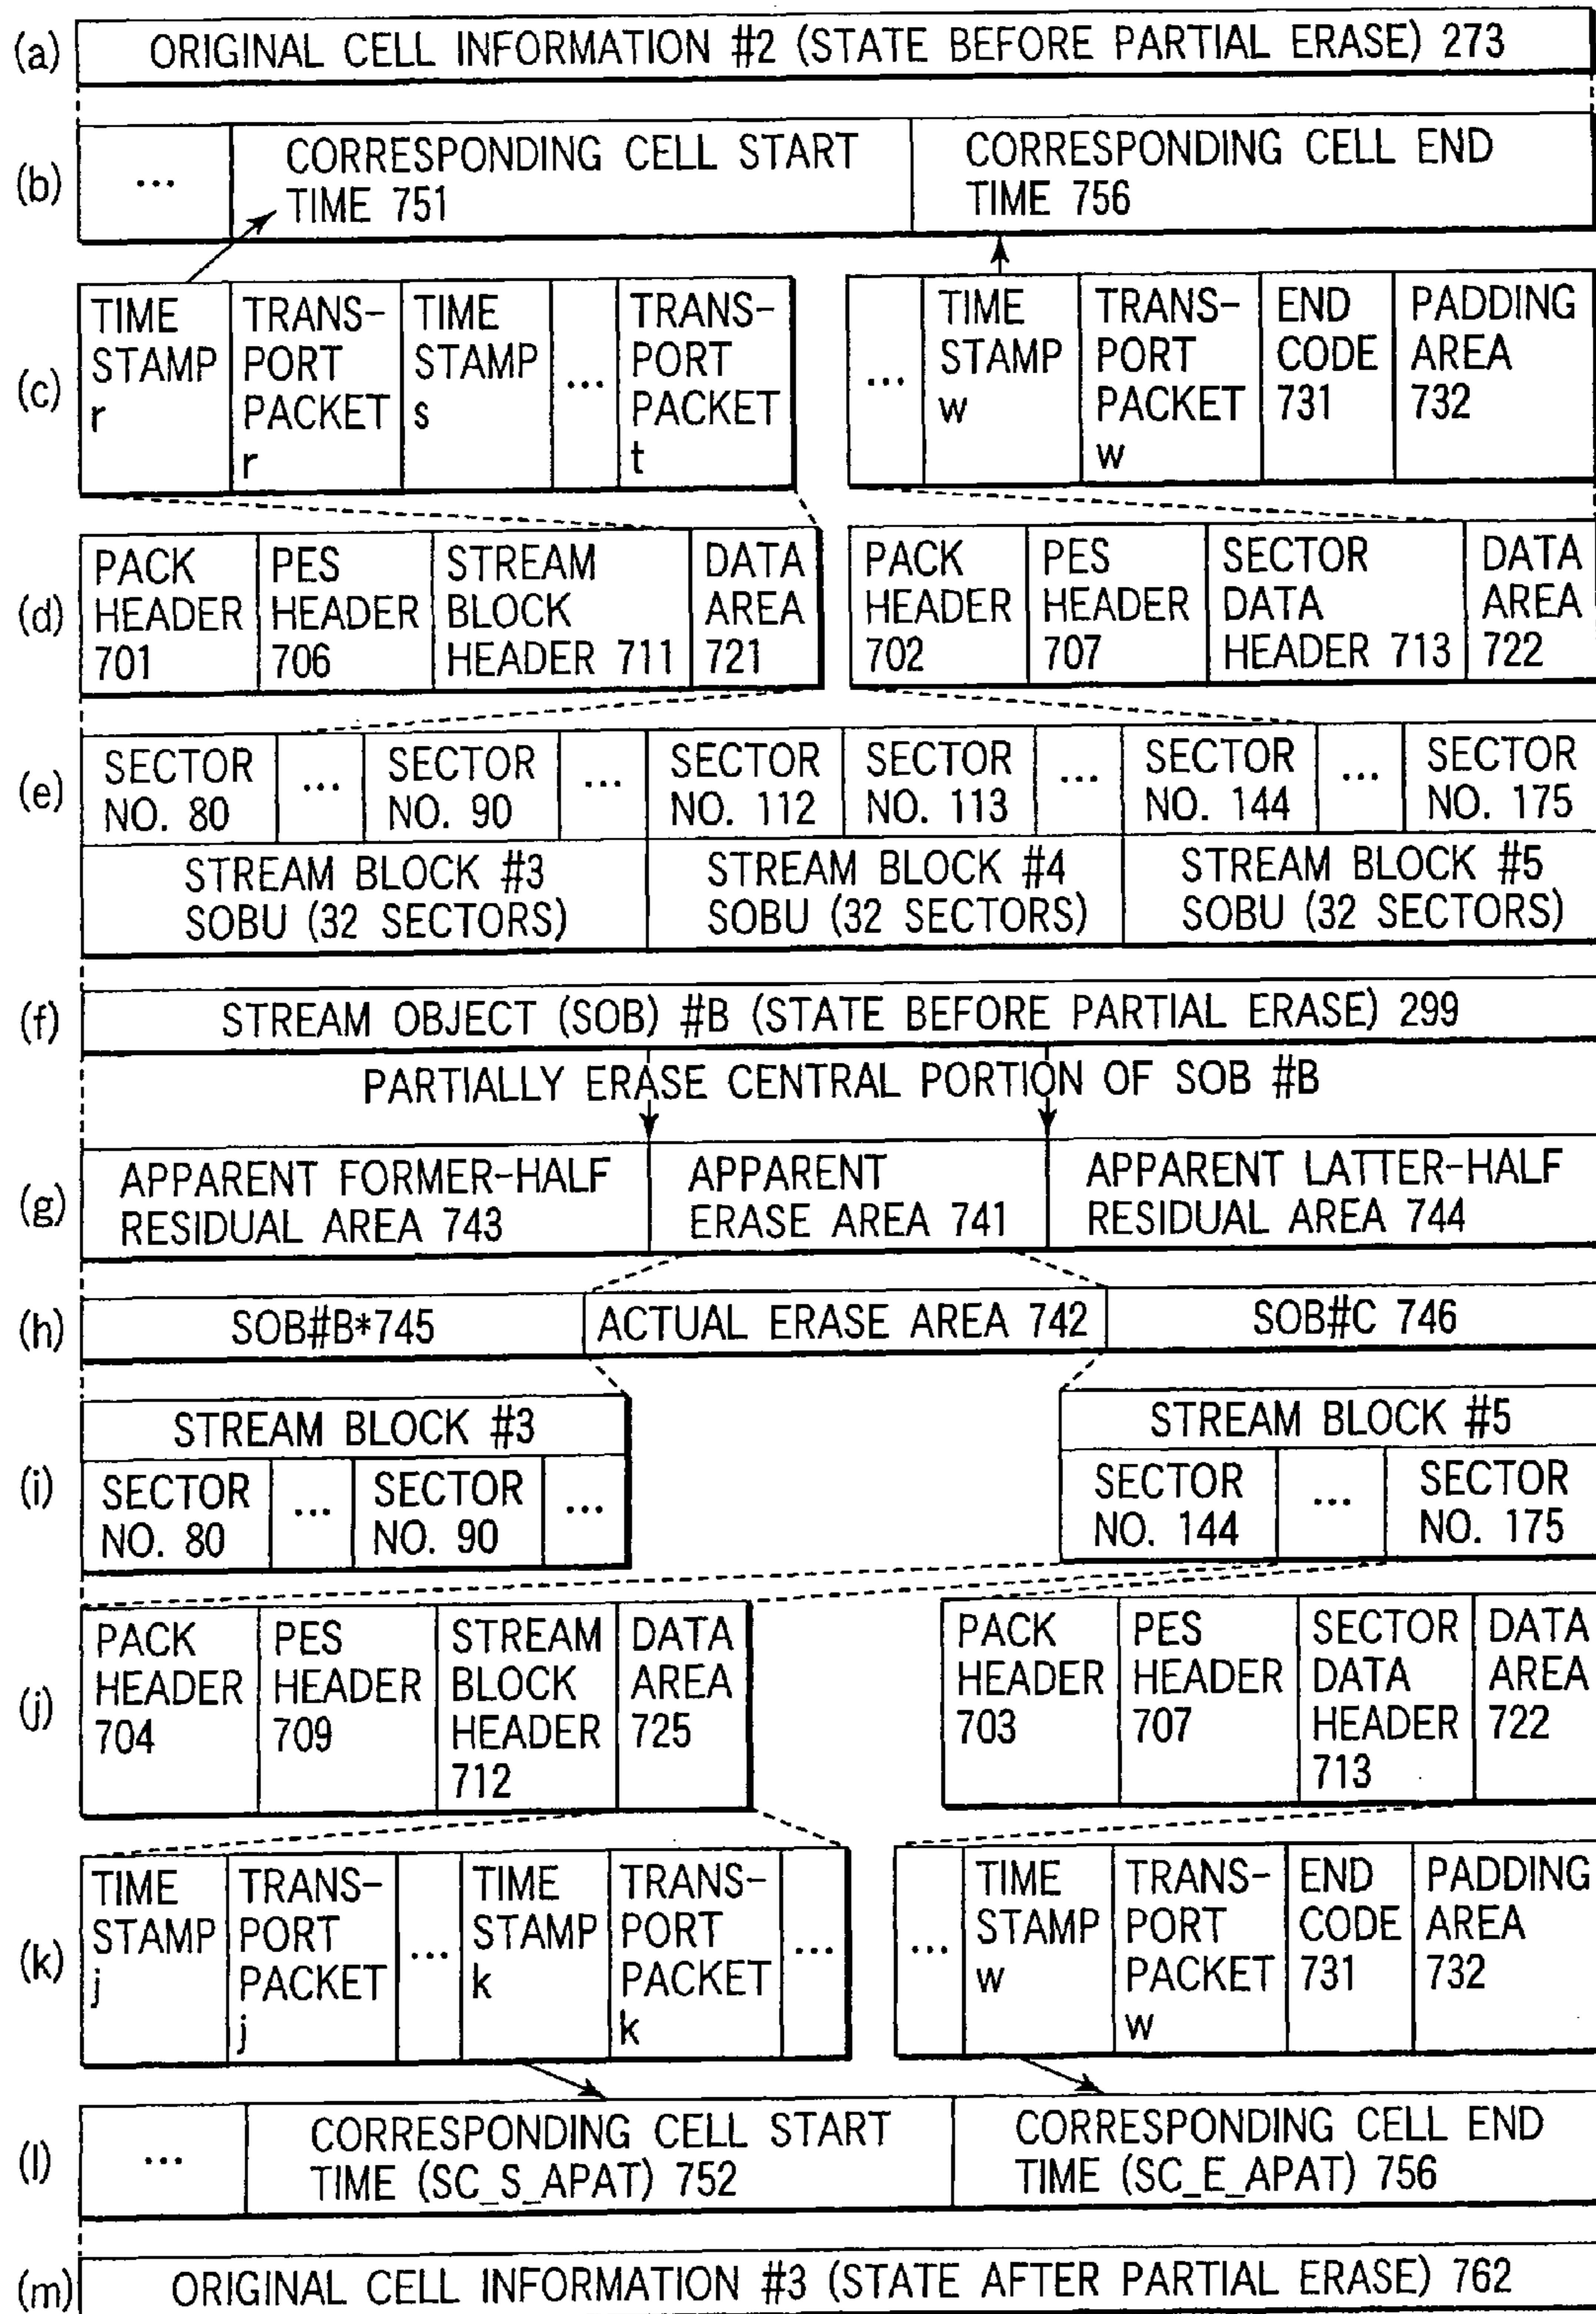 (a) ORIGINAL CELL INFORMATION #2 (STATE BEFORE PARTIAL ERASE) 273
(b) ...
CORRESPONDING CELL START
TIME 751
CORRESPONDING CELL END
TIME 756
(c)
TIME
STAMP
r
TRANS-
PORT
PACKET
r
TIME
STAMP
s
...
TRANS-
PORT
PACKET
t
...
TIME
STAMP
w
TRANS-
PORT
PACKET
w
END
CODE
731
PADDING
AREA
732
(d)
PACK
HEADER
701
PES
HEADER
706
STREAM
BLOCK
HEADER 711
DATA
AREA
721
PACK
HEADER
702
PES
HEADER
707
SECTOR
DATA
HEADER 713
DATA
AREA
722
(e)
SECTOR
NO. 80
...
SECTOR
NO. 90
...
SECTOR
NO. 112
SECTOR
NO. 113
...
SECTOR
NO. 144
...
SECTOR
NO. 175
STREAM BLOCK #3
SOBU (32 SECTORS)
STREAM BLOCK #4
SOBU (32 SECTORS)
STREAM BLOCK #5
SOBU (32 SECTORS)
(f) STREAM OBJECT (SOB) #B (STATE BEFORE PARTIAL ERASE) 299
PARTIALLY ERASE CENTRAL PORTION OF SOB #B
(g)
APPARENT FORMER-HALF
RESIDUAL AREA 743
APPARENT
ERASE AREA 741
APPARENT LATTER-HALF
RESIDUAL AREA 744
(h) SOB#B*745
ACTUAL ERASE AREA 742
SOB#C 746
(i)
STREAM BLOCK #3
SECTOR
NO. 80
...
SECTOR
NO. 90
...
STREAM BLOCK #5
SECTOR
NO. 144
...
SECTOR
NO. 175
(j)
PACK
HEADER
704
PES
HEADER
709
STREAM
BLOCK
HEADER
712
DATA
AREA
725
PACK
HEADER
703
PES
HEADER
707
SECTOR
DATA
HEADER
713
DATA
AREA
722
(k)
TIME
STAMP
j
TRANS-
PORT
PACKET
j
...
TIME
STAMP
k
TRANS-
PORT
PACKET
k
...
...
TIME
STAMP
w
TRANS-
PORT
PACKET
w
END
CODE
731
PADDING
AREA
732
(l) ...
CORRESPONDING CELL START
TIME (SC_S_APAT) 752
CORRESPONDING CELL END
TIME (SC_E_APAT) 756
(m) ORIGINAL CELL INFORMATION #3 (STATE AFTER PARTIAL ERASE) 762